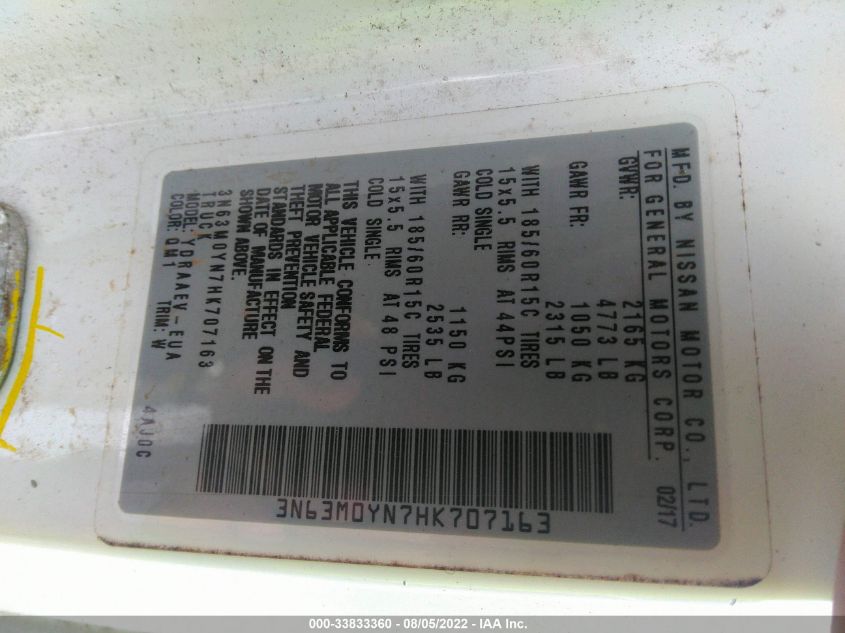 MFD. BY NISSAN MOTOR CO., LTD.
FOR GENERAL MOTORS CORP. 02/17
GVWR: 2165 KG
4773 LB
GAWR FR: 1050 KG
2315 LB
WITH 185/60R15C TIRES
15x5.5 RIMS AT 44PSI
COLD SINGLE
GAWR RR: 1150 KG
2535 LB
WITH 185/60R15C TIRES
15x5.5 RIMS AT 48 PSI
COLD SINGLE
THIS VEHICLE CONFORMS TO
ALL APPLICABLE FEDERAL
MOTOR VEHICLE SAFETY AND
THEFT PREVENTION
STANDARDS IN EFFECT ON THE
DATE OF MANUFACTURE
SHOWN ABOVE.
3N63M0YN7HK707163
TRUCK
MODEL: YDRAAEV-EUA
COLOR: QM1 TRIM: W
4AJ0C
3N63M0YN7HK707163
000-33833360 - 08/05/2022 - IAA Inc.